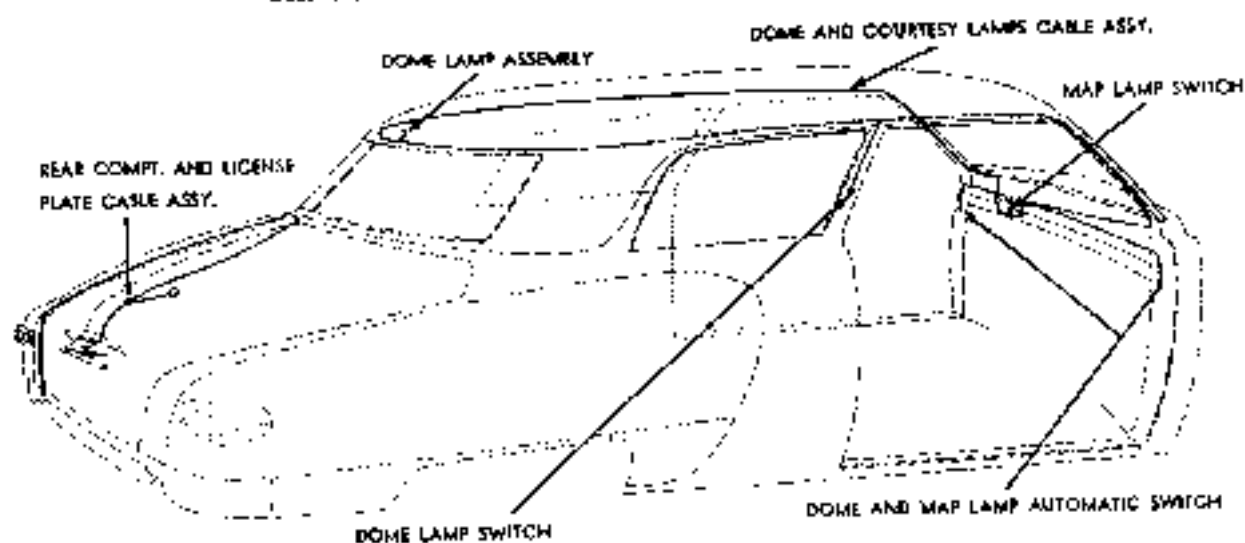 DOME AND COURTESY LAMPS CABLE ASSY.
DOME LAMP ASSEMBLY
MAP LAMP SWITCH
REAR COMPT. AND LICENSE
PLATE CABLE ASSY.
DOME AND MAP LAMP AUTOMATIC SWITCH
DOME LAMP SWITCH